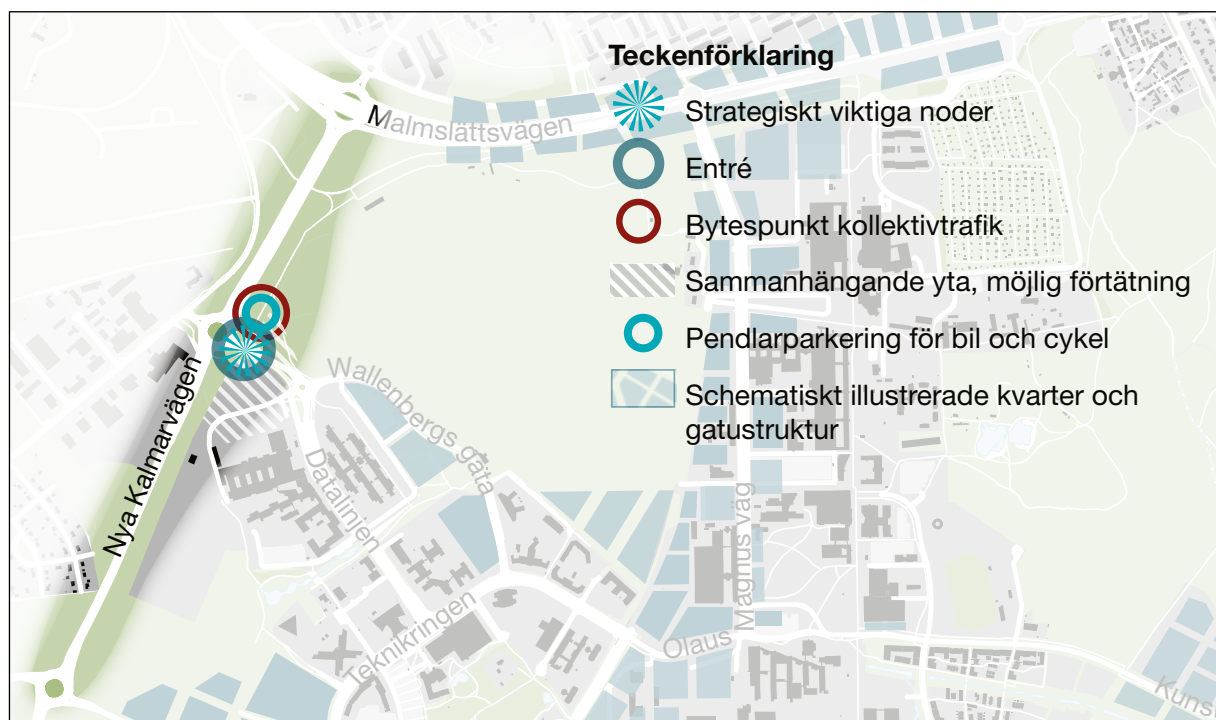 Teckenförklaring
Strategiskt viktiga noder
Entré
Bytespunkt kollektivtrafik
Sammanhängande yta, möjlig förtätning
Pendlarparkering för bil och cykel
Schematiskt illustrerade kvarter och
gatustruktur
Malmslättsvägen
Nya Kalmarvägen
Wallenbergs gata
Datalinjen
Teknikringen
Olaus Magnus väg
Kuns